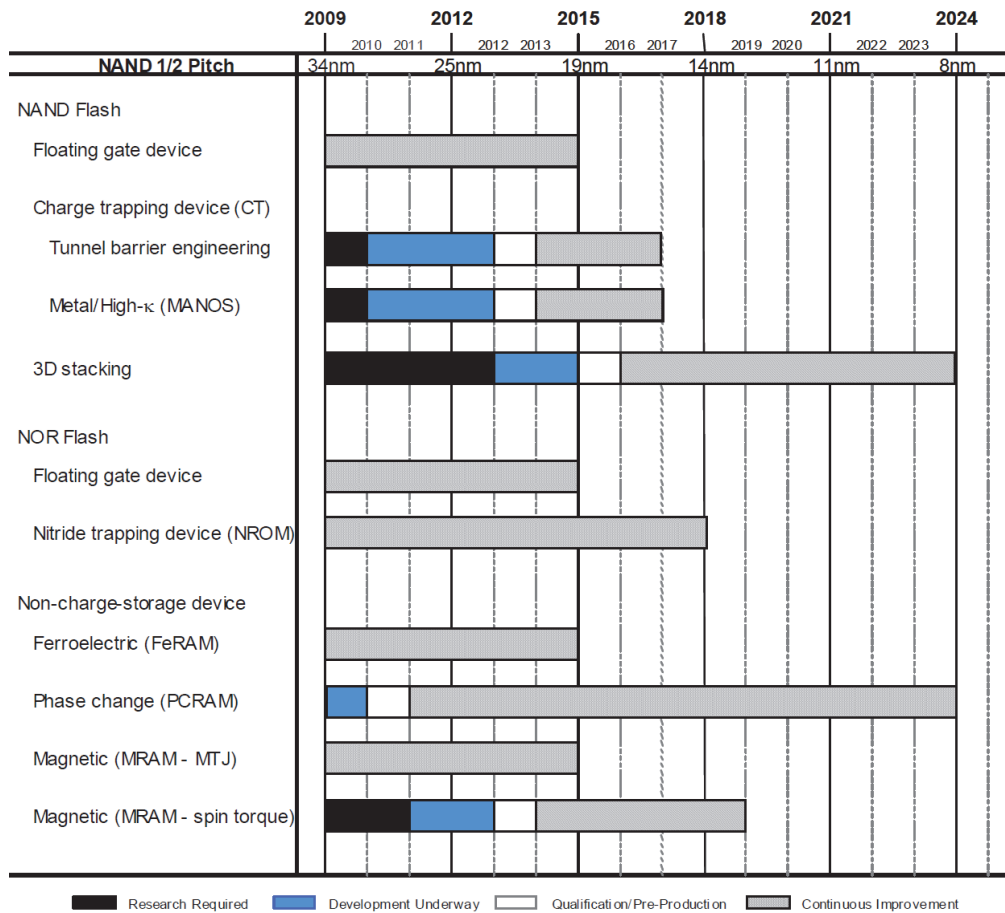 2009 2012 2015 2018 2021 2024
2010 2011 2012 2013 2016 2017 2019 2020 2022 2023
NAND 1/2 Pitch 34nm 25nm 19nm 14nm 11nm 8nm
NAND Flash
Floating gate device
Charge trapping device (CT)
Tunnel barrier engineering
Metal/High-κ (MANOS)
3D stacking
NOR Flash
Floating gate device
Nitride trapping device (NROM)
Non-charge-storage device
Ferroelectric (FeRAM)
Phase change (PCRAM)
Magnetic (MRAM - MTJ)
Magnetic (MRAM - spin torque)
Research Required Development Underway Qualification/Pre-Production Continuous Improvement